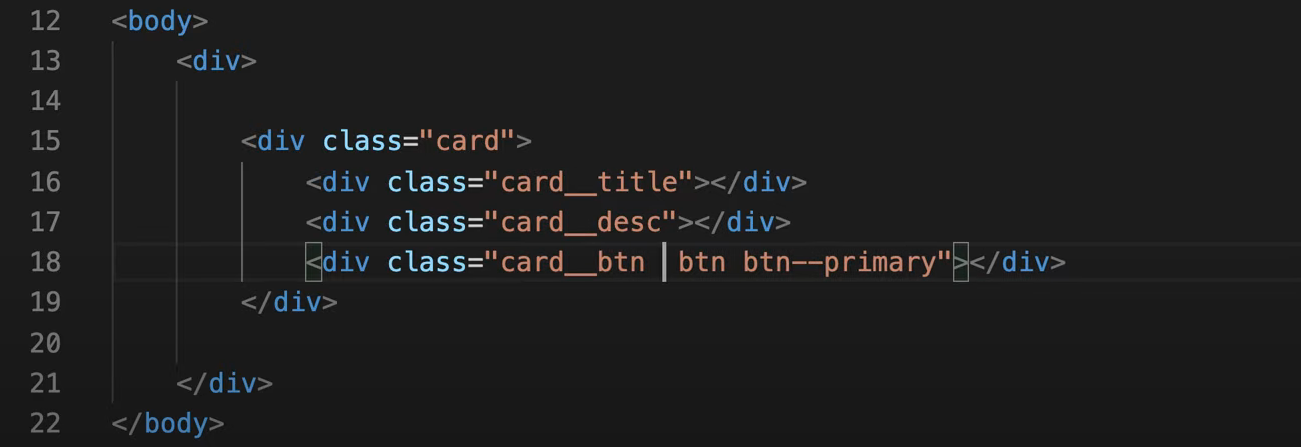 12 <body>
13 <div>
14
15 <div class="card">
16 <div class="card__title"></div>
17 <div class="card__desc"></div>
18 <div class="card__btn  btn btn--primary"></div>
19 </div>
20
21 </div>
22 </body>